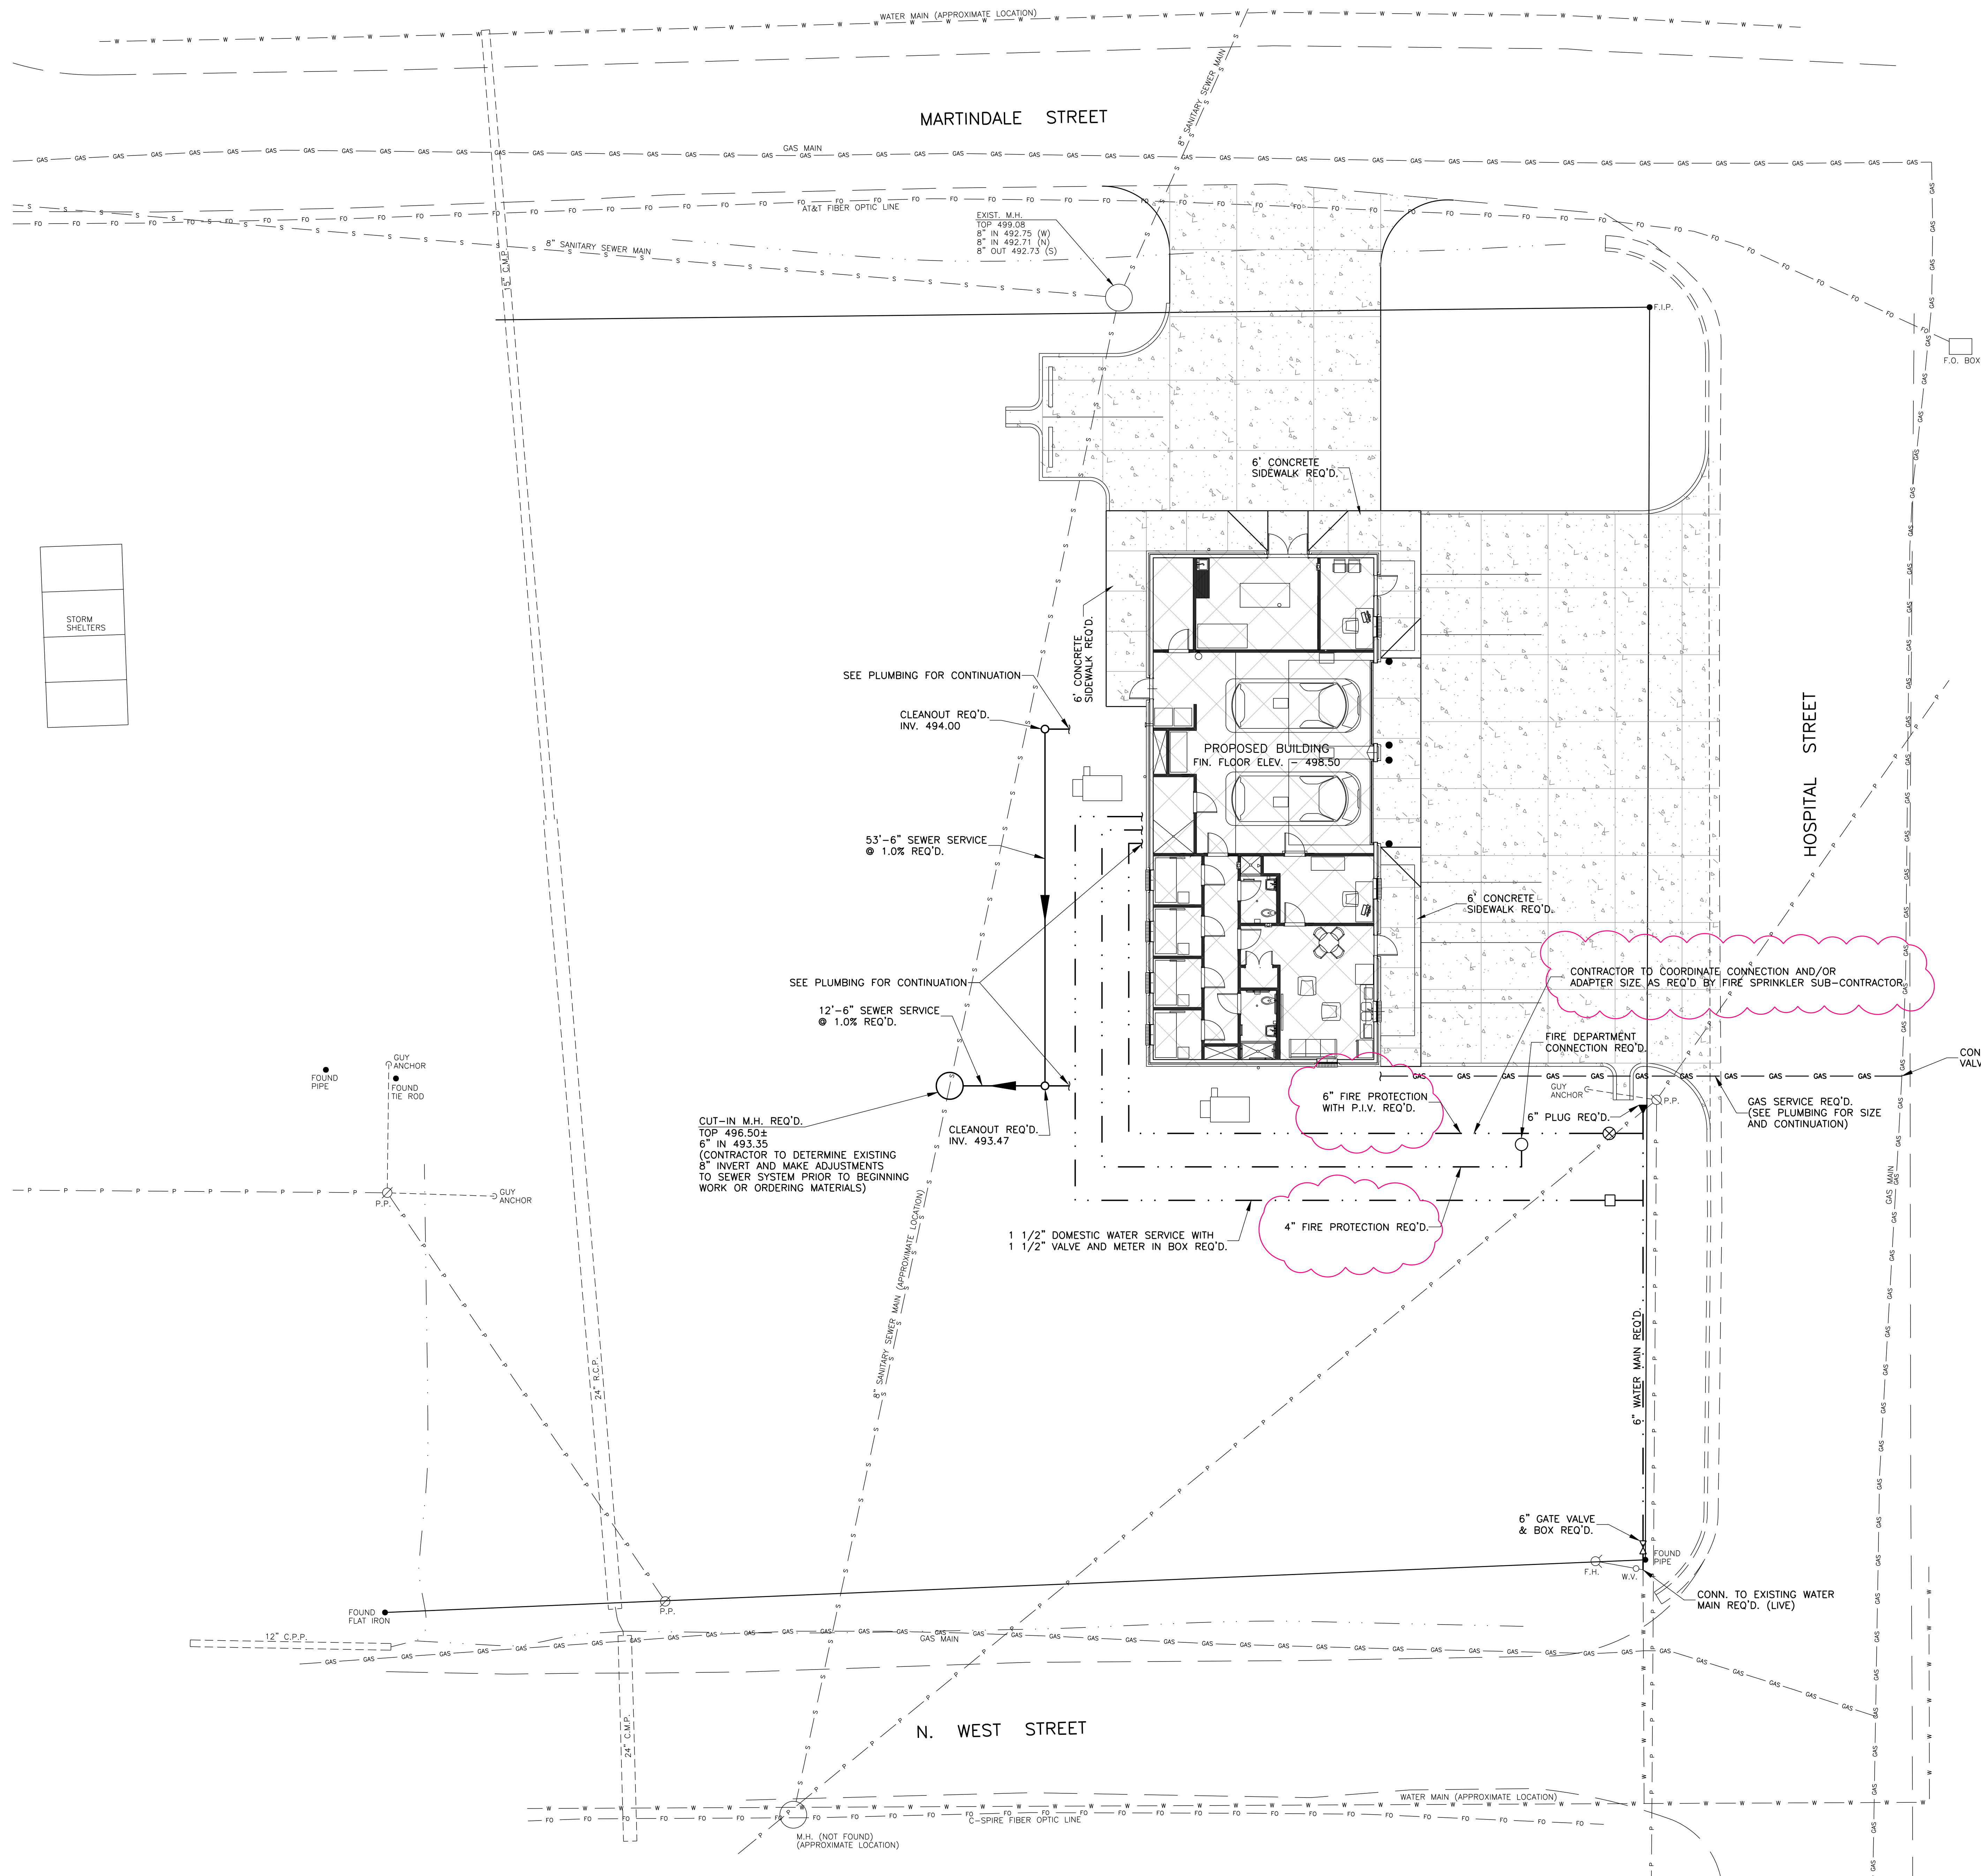 WATER MAIN (APPROXIMATE LOCATION)
8" SANITARY SEWER MAIN
MARTINDALE STREET
GAS MAIN
AT&T FIBER OPTIC LINE
8" SANITARY SEWER MAIN
EXIST. M.H.
TOP 499.08
8" IN 492.75 (W)
8" IN 492.71 (N)
8" OUT 492.73 (S)
15" C.M.P.
F.I.P.
F.O. BOX
6' CONCRETE
SIDEWALK REQ'D.
STORM
SHELTERS
6' CONCRETE
SIDEWALK REQ'D.
SEE PLUMBING FOR CONTINUATION
CLEANOUT REQ'D.
INV. 494.00
PROPOSED BUILDING
FIN. FLOOR ELEV. - 498.50
HOSPITAL STREET
53'-6" SEWER SERVICE
@ 1.0% REQ'D.
6' CONCRETE
SIDEWALK REQ'D.
SEE PLUMBING FOR CONTINUATION
CONTRACTOR TO COORDINATE CONNECTION AND/OR
ADAPTER SIZE AS REQ'D BY FIRE SPRINKLER SUB-CONTRACTOR
12'-6" SEWER SERVICE
@ 1.0% REQ'D.
FIRE DEPARTMENT
CONNECTION REQ'D.
CON
VALV
GUY
ANCHOR
FOUND
PIPE
FOUND
TIE ROD
6" FIRE PROTECTION
WITH P.I.V. REQ'D.
GUY
ANCHOR
P.P.
6" PLUG REQ'D.
GAS SERVICE REQ'D.
(SEE PLUMBING FOR SIZE
AND CONTINUATION)
CUT-IN M.H. REQ'D.
TOP 496.50±
6" IN 493.35
(CONTRACTOR TO DETERMINE EXISTING
8" INVERT AND MAKE ADJUSTMENTS
TO SEWER SYSTEM PRIOR TO BEGINNING
WORK OR ORDERING MATERIALS)
CLEANOUT REQ'D.
INV. 493.47
GUY
ANCHOR
P.P.
GAS MAIN
8" SANITARY SEWER MAIN (APPROXIMATE LOCATION)
1 1/2" DOMESTIC WATER SERVICE WITH
1 1/2" VALVE AND METER IN BOX REQ'D.
4" FIRE PROTECTION REQ'D.
24" R.C.P.
6" WATER MAIN REQ'D.
6" GATE VALVE
& BOX REQ'D.
FOUND
PIPE
F.H.
W.V.
CONN. TO EXISTING WATER
MAIN REQ'D. (LIVE)
FOUND
FLAT IRON
P.P.
12" C.P.P.
GAS MAIN
24" C.M.P.
N. WEST STREET
WATER MAIN (APPROXIMATE LOCATION)
C-SPIRE FIBER OPTIC LINE
M.H. (NOT FOUND)
(APPROXIMATE LOCATION)